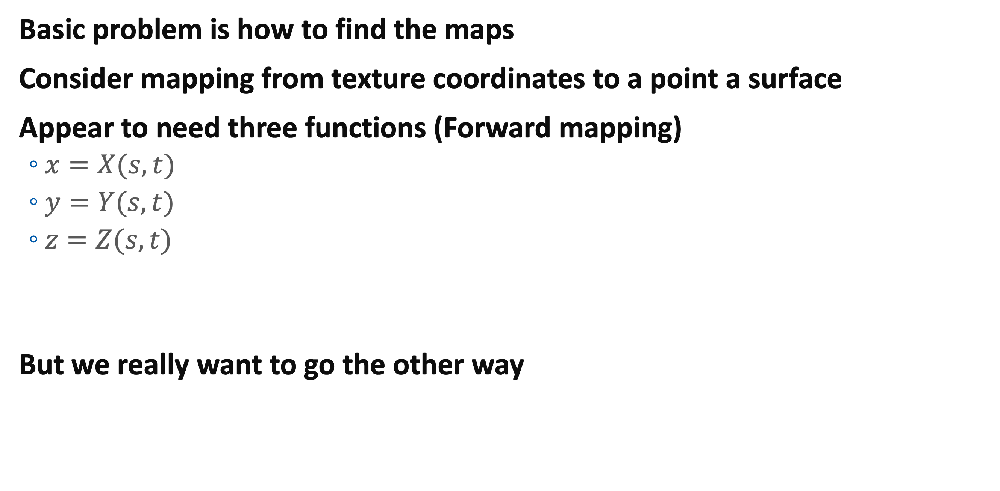 Basic problem is how to find the maps
Consider mapping from texture coordinates to a point a surface
Appear to need three functions (Forward mapping)
∘ x = X(s, t)
∘ y = Y(s, t)
∘ z = Z(s, t)
But we really want to go the other way